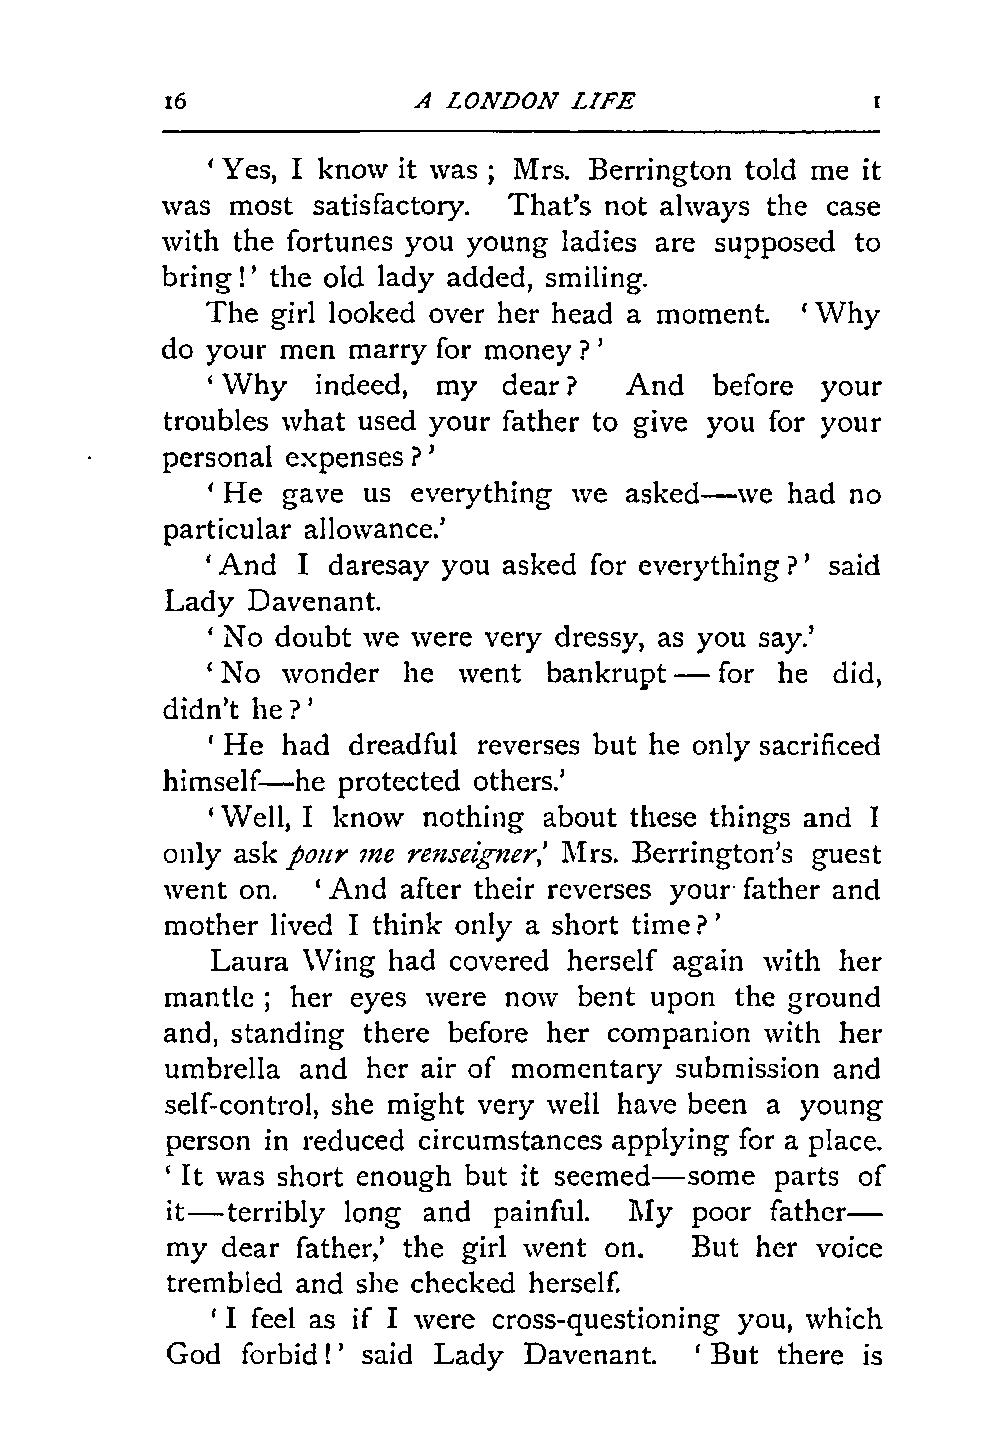 16 A LONDON LIFE I
‘Yes, I know it was; Mrs. Berrington told me it
was most satisfactory. That’s not always the case
with the fortunes you young ladies are supposed to
bring!’ the old lady added, smiling.
The girl looked over her head a moment. ‘Why
do your men marry for money?’
‘Why indeed, my dear? And before your
troubles what used your father to give you for your
personal expenses?’
‘He gave us everything we asked—we had no
particular allowance.’
‘And I daresay you asked for everything?’ said
Lady Davenant.
‘No doubt we were very dressy, as you say.’
‘No wonder he went bankrupt—for he did,
didn’t he?’
‘He had dreadful reverses but he only sacrificed
himself—he protected others.’
‘Well, I know nothing about these things and I
only ask pour me renseigner,’ Mrs. Berrington’s guest
went on. ‘And after their reverses your father and
mother lived I think only a short time?’
Laura Wing had covered herself again with her
mantle; her eyes were now bent upon the ground
and, standing there before her companion with her
umbrella and her air of momentary submission and
self-control, she might very well have been a young
person in reduced circumstances applying for a place.
‘It was short enough but it seemed—some parts of
it—terribly long and painful. My poor father—
my dear father,’ the girl went on. But her voice
trembled and she checked herself.
‘I feel as if I were cross-questioning you, which
God forbid!’ said Lady Davenant. ‘But there is